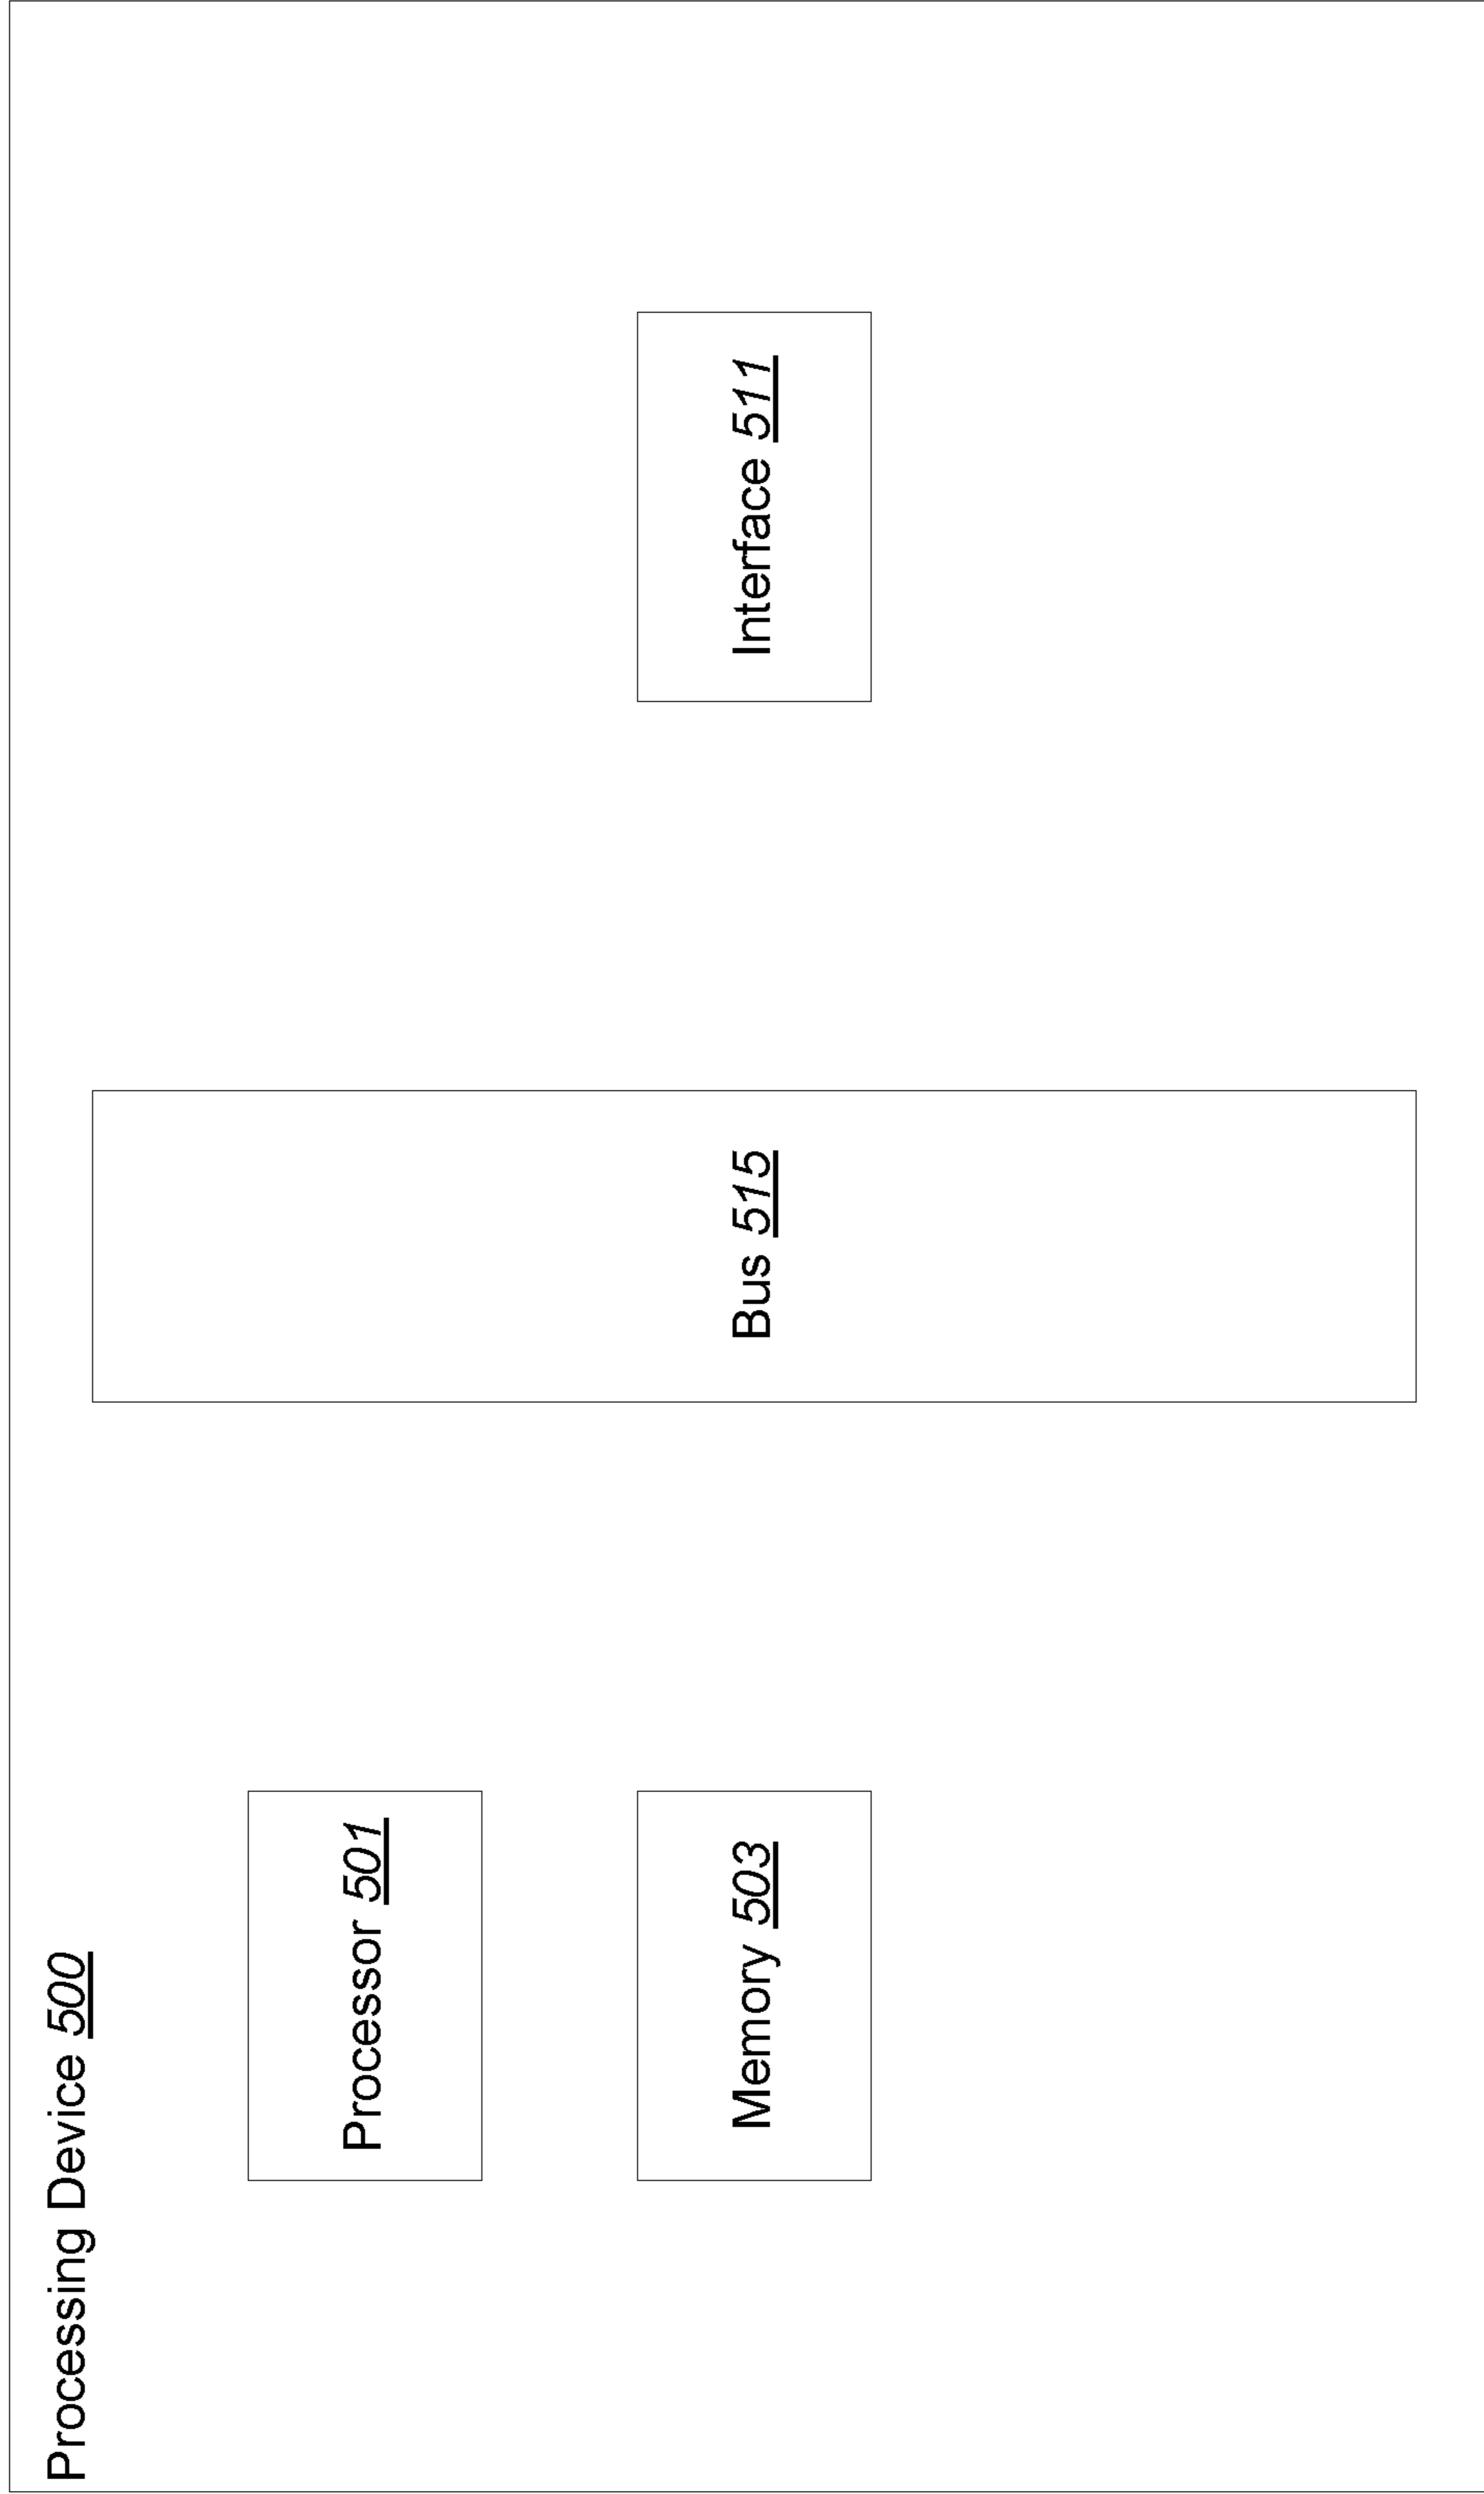 Processing Device 500
Processor 501
Memory 503
Bus 515
Interface 511